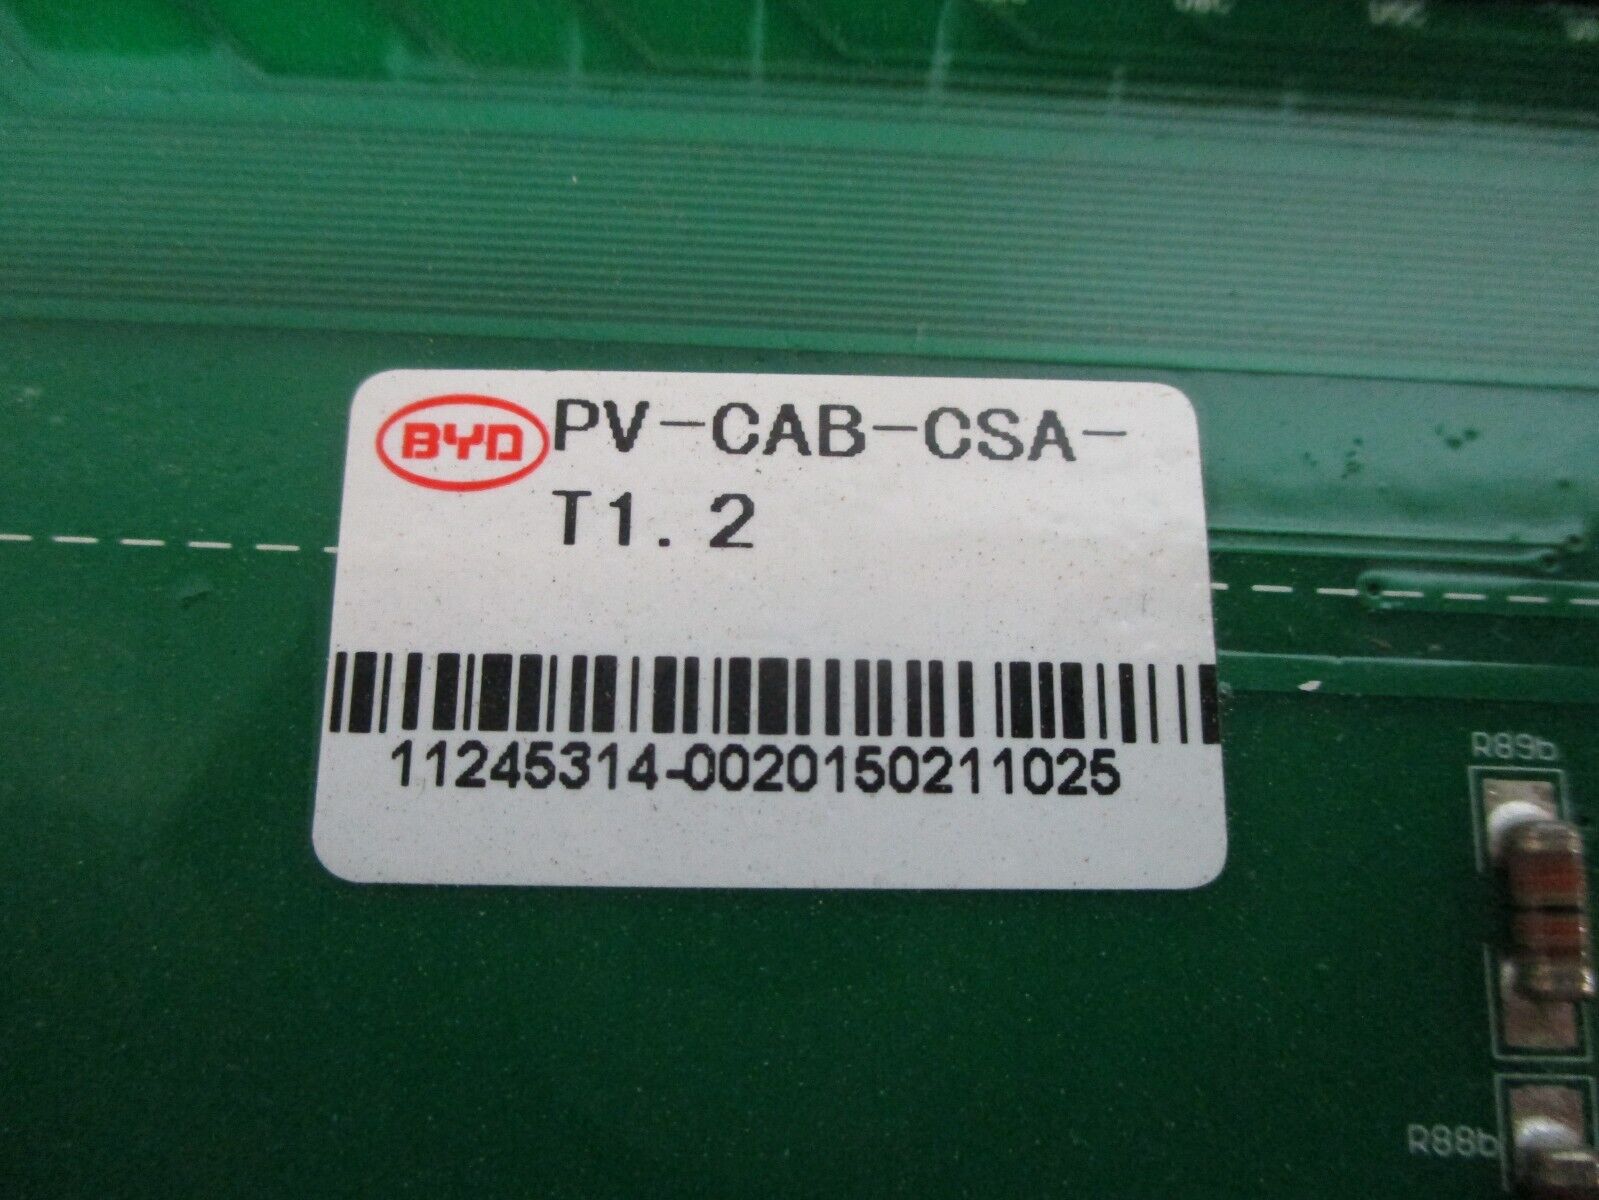 BYD PV-CAB-CSA-
T1.2
11245314-0020150211025
R89b
R88b